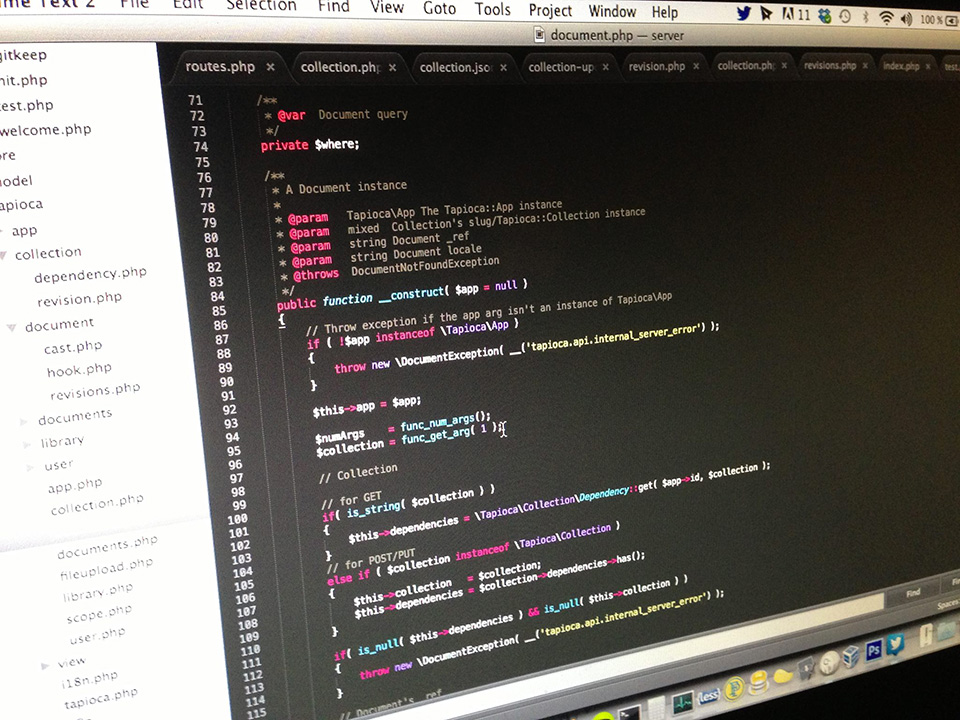 me Text 2 File Edit Selection Find View Goto Tools Project Window Help 11 100%
document.php — server
routes.php × collection.php × collection.jso × collection-up × revision.php × collection.php × revisions.php × index.php × test.
gitkeep
nit.php
test.php
welcome.php
ore
model
apioca
app
collection
dependency.php
revision.php
document
cast.php
hook.php
revisions.php
documents
library
user
app.php
collection.php
documents.php
fileupload.php
library.php
scope.php
user.php
view
i18n.php
tapioca.php
71 /**
72 * @var Document query
73 */
74 private $where;
75
76 /**
77 * A Document instance
78 *
79 * @param Tapioca\App The Tapioca::App instance
80 * @param mixed Collection's slug/Tapioca::Collection instance
81 * @param string Document _ref
82 * @param string Document locale
83 * @throws DocumentNotFoundException
84 */
85 public function __construct( $app = null )
86 {
87 // Throw exception if the app arg isn't an instance of Tapioca\App
88 if ( !$app instanceof \Tapioca\App )
89 {
90 throw new \DocumentException( __('tapioca.api.internal_server_error') );
91 }
92
93 $this->app = $app;
94
95 $numArgs = func_num_args();
96 $collection = func_get_arg( 1 );
97
98 // Collection
99
100 // for GET
101 if( is_string( $collection ) )
102 {
103 $this->dependencies = \Tapioca\Collection\Dependency::get( $app->id, $collection );
104 }
105 // for POST/PUT
106 else if ( $collection instanceof \Tapioca\Collection )
107 {
108 $this->collection = $collection;
109 $this->dependencies = $collection->dependencies->has();
110 }
111
112 if( is_null( $this->dependencies ) && is_null( $this->collection ) )
113 {
114 throw new \DocumentException( __('tapioca.api.internal_server_error') );
115 }
// Document's _ref
Find
Spaces:
{less}
Ps